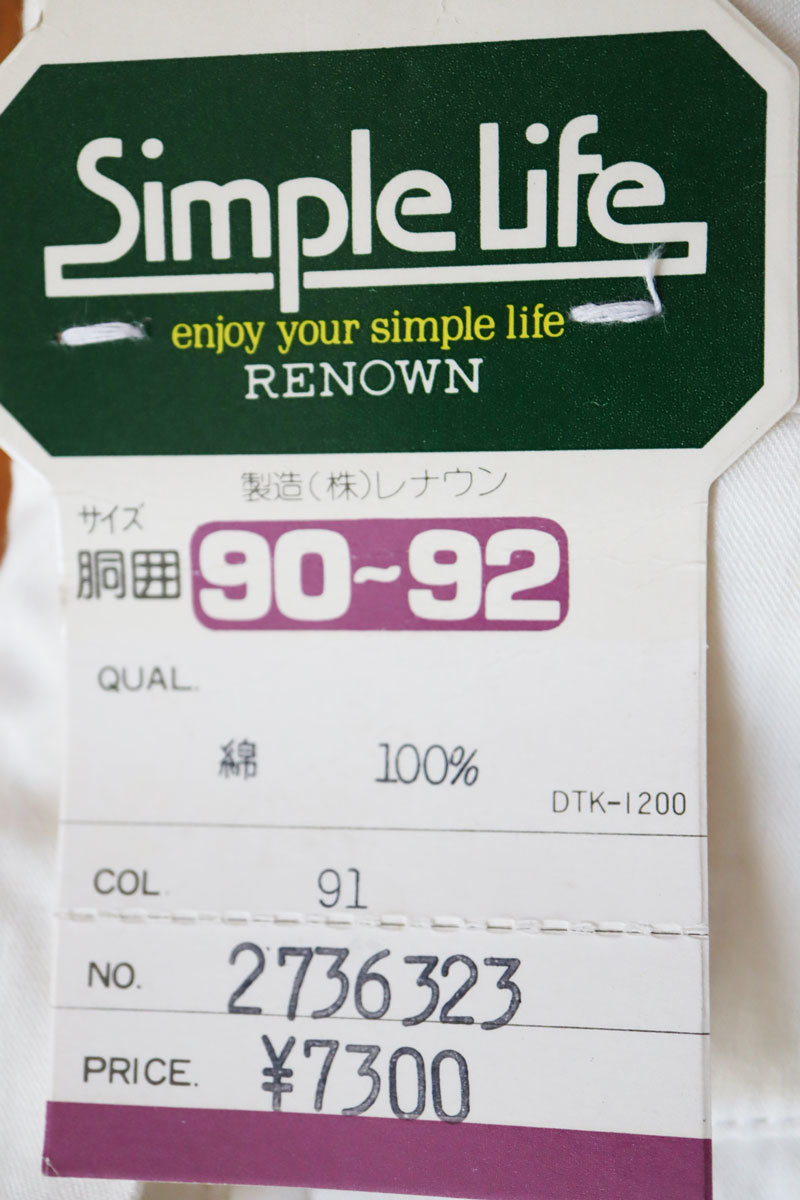 Simple Life
enjoy your simple life
RENOWN
製造(株)レナウン
サイズ
胴囲 90~92
QUAL.
綿 100%
DTK-1200
COL. 91
NO. 2736323
PRICE. ¥7300